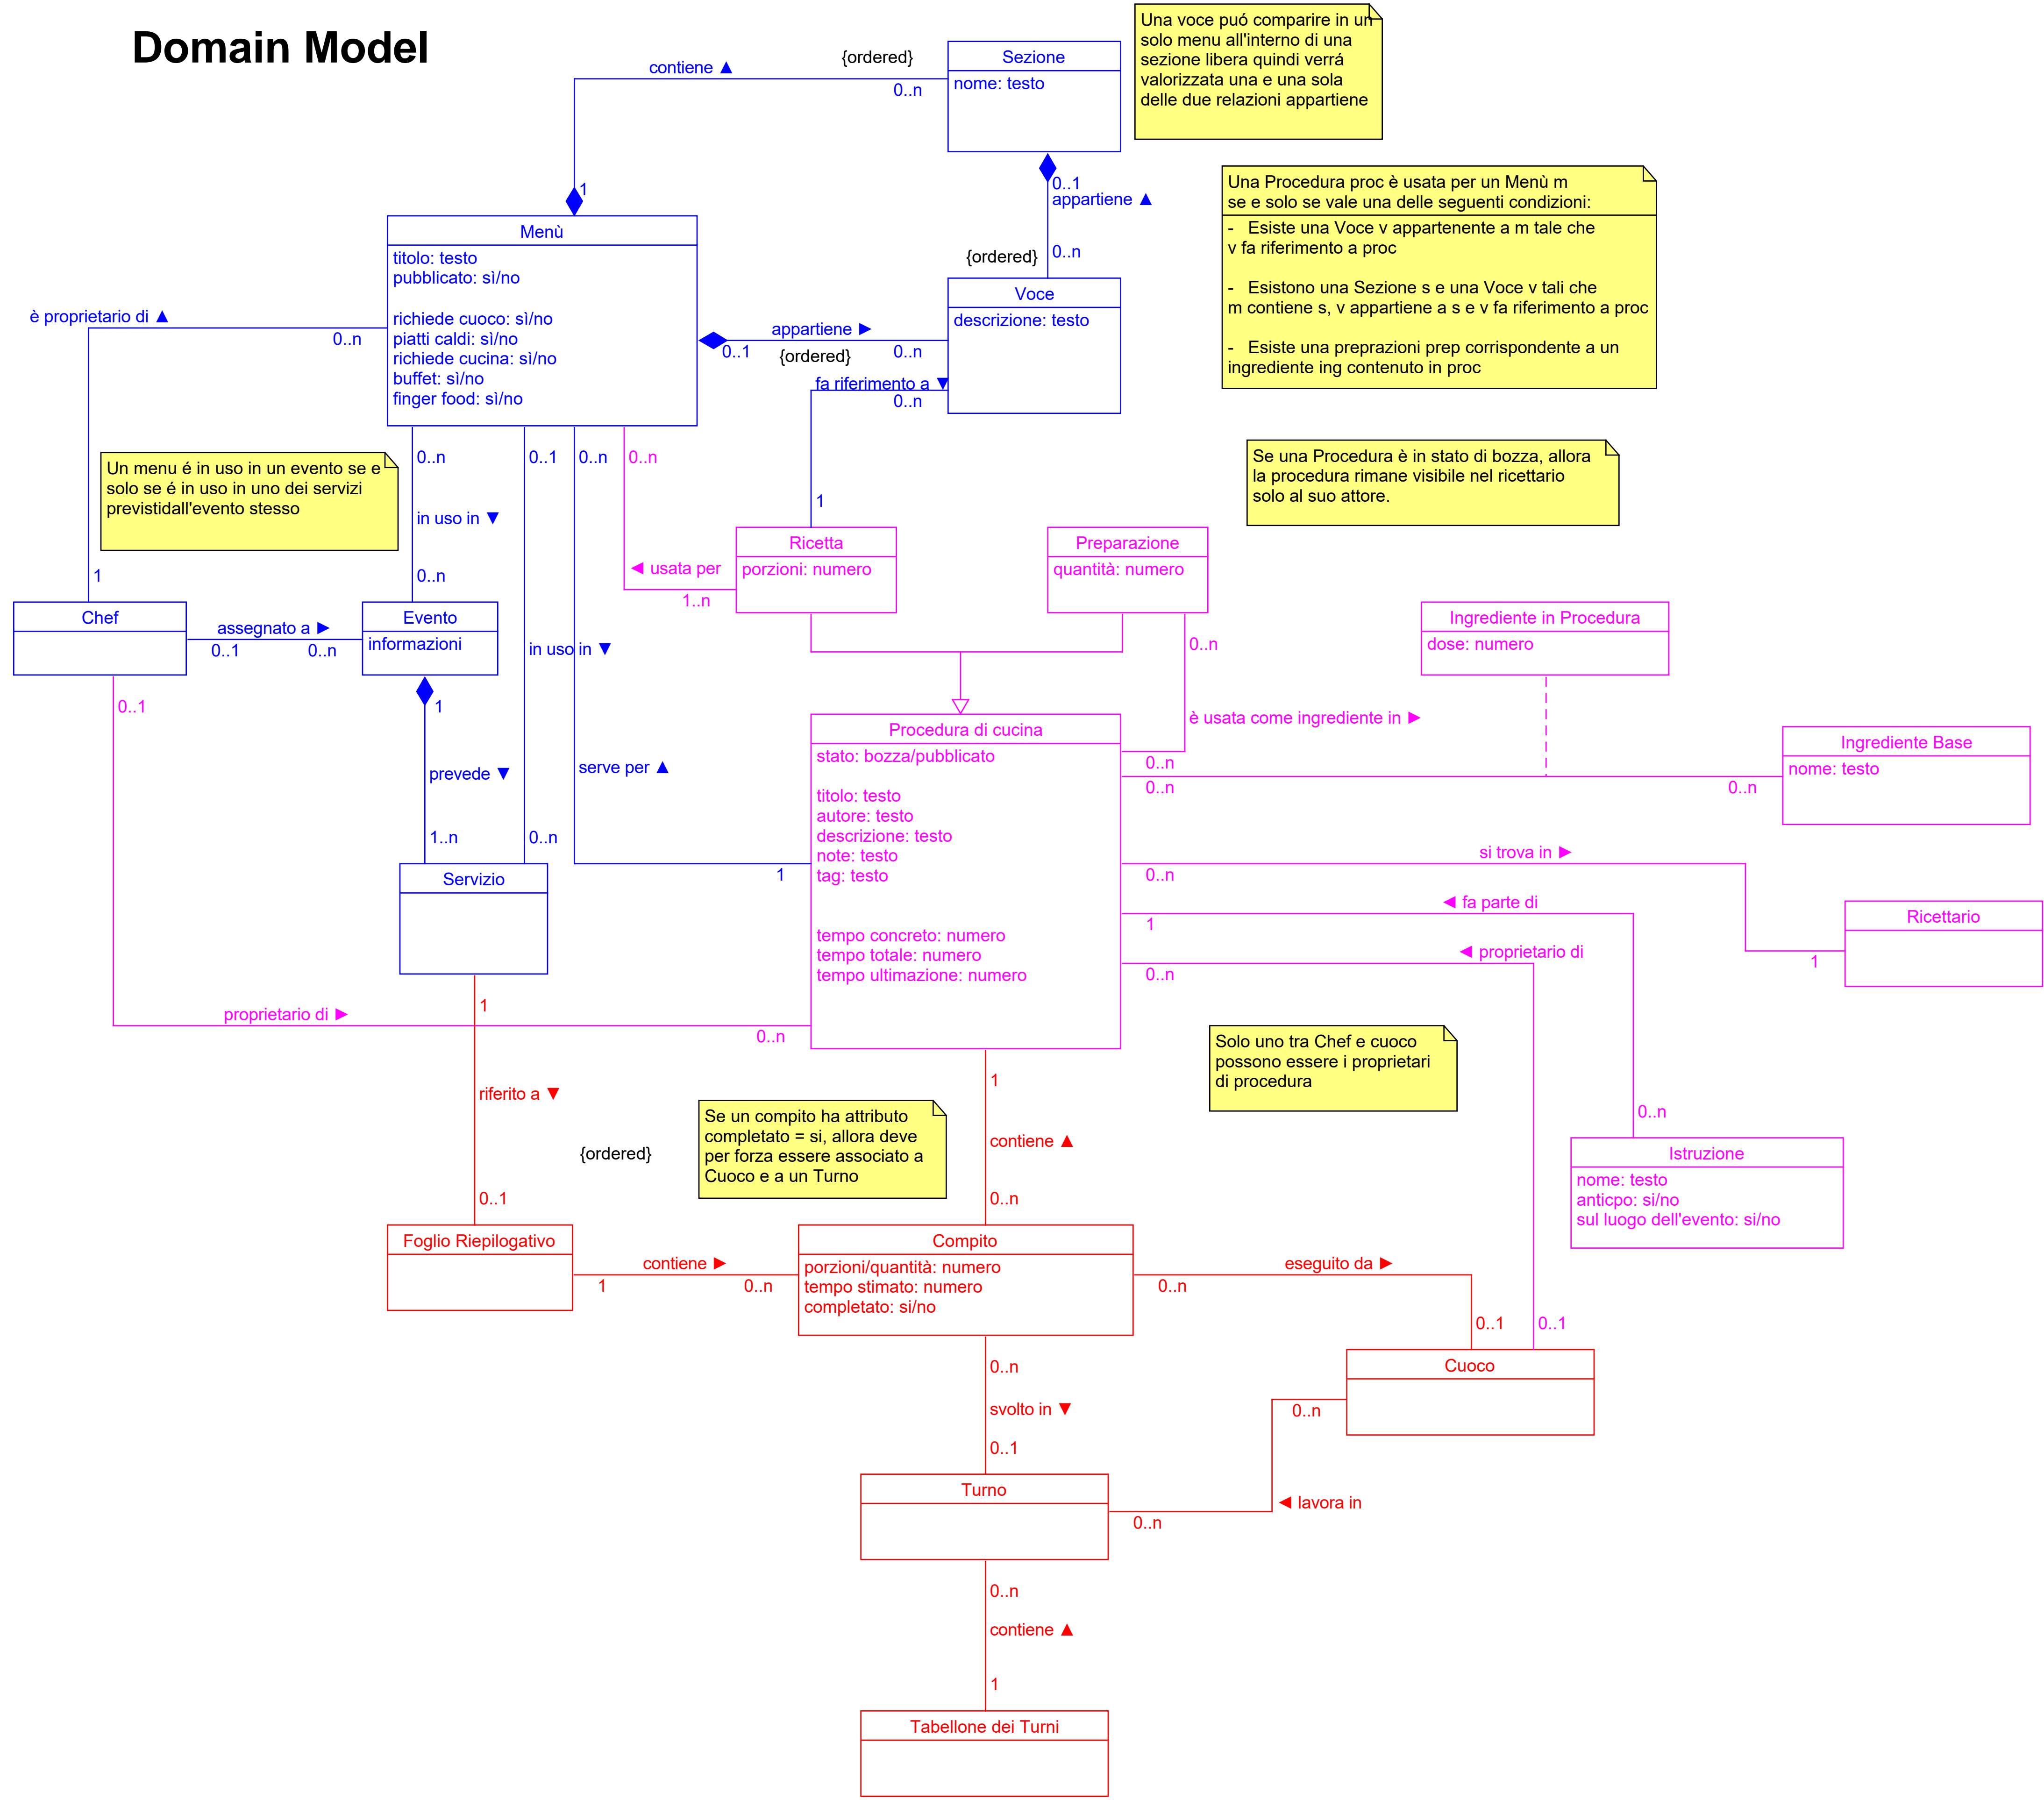 Domain Model
Una voce puó comparire in un
solo menu all'interno di una
sezione libera quindi verrá
valorizzata una e una sola
delle due relazioni appartiene
{ordered}
contiene ▲
0..n
1
Sezione
nome: testo
0..1
appartiene ▲
{ordered}
0..n
Una Procedura proc è usata per un Menù m
se e solo se vale una delle seguenti condizioni:
- Esiste una Voce v appartenente a m tale che
v fa riferimento a proc
- Esistono una Sezione s e una Voce v tali che
m contiene s, v appartiene a s e v fa riferimento a proc
- Esiste una preprazioni prep corrispondente a un
ingrediente ing contenuto in proc
Menù
titolo: testo
pubblicato: sì/no
richiede cuoco: sì/no
piatti caldi: sì/no
richiede cucina: sì/no
buffet: sì/no
finger food: sì/no
Voce
descrizione: testo
è proprietario di ▲
0..n
1
appartiene ►
0..1
{ordered}
0..n
fa riferimento a ▼
0..n
1
Un menu é in uso in un evento se e
solo se é in uso in uno dei servizi
previstidall'evento stesso
0..n
in uso in ▼
0..n
0..1
in uso in ▼
0..n
0..n
serve per ▲
1
0..n
◄ usata per
1..n
Se una Procedura è in stato di bozza, allora
la procedura rimane visibile nel ricettario
solo al suo attore.
Ricetta
porzioni: numero
Preparazione
quantità: numero
Chef
assegnato a ►
0..1
0..n
Evento
informazioni
Ingrediente in Procedura
dose: numero
0..n
è usata come ingrediente in ►
0..n
0..1
1
prevede ▼
1..n
Procedura di cucina
stato: bozza/pubblicato
titolo: testo
autore: testo
descrizione: testo
note: testo
tag: testo
tempo concreto: numero
tempo totale: numero
tempo ultimazione: numero
Ingrediente Base
nome: testo
0..n
0..n
si trova in ►
0..n
1
◄ fa parte di
1
0..n
◄ proprietario di
0..n
0..1
Ricettario
Servizio
proprietario di ►
0..n
1
riferito a ▼
0..1
{ordered}
Se un compito ha attributo
completato = si, allora deve
per forza essere associato a
Cuoco e a un Turno
1
contiene ▲
0..n
Solo uno tra Chef e cuoco
possono essere i proprietari
di procedura
Istruzione
nome: testo
anticpo: si/no
sul luogo dell'evento: si/no
Foglio Riepilogativo
contiene ►
1
0..n
Compito
porzioni/quantità: numero
tempo stimato: numero
completato: si/no
eseguito da ►
0..n
0..1
Cuoco
0..n
svolto in ▼
0..1
0..n
◄ lavora in
0..n
Turno
0..n
contiene ▲
1
Tabellone dei Turni